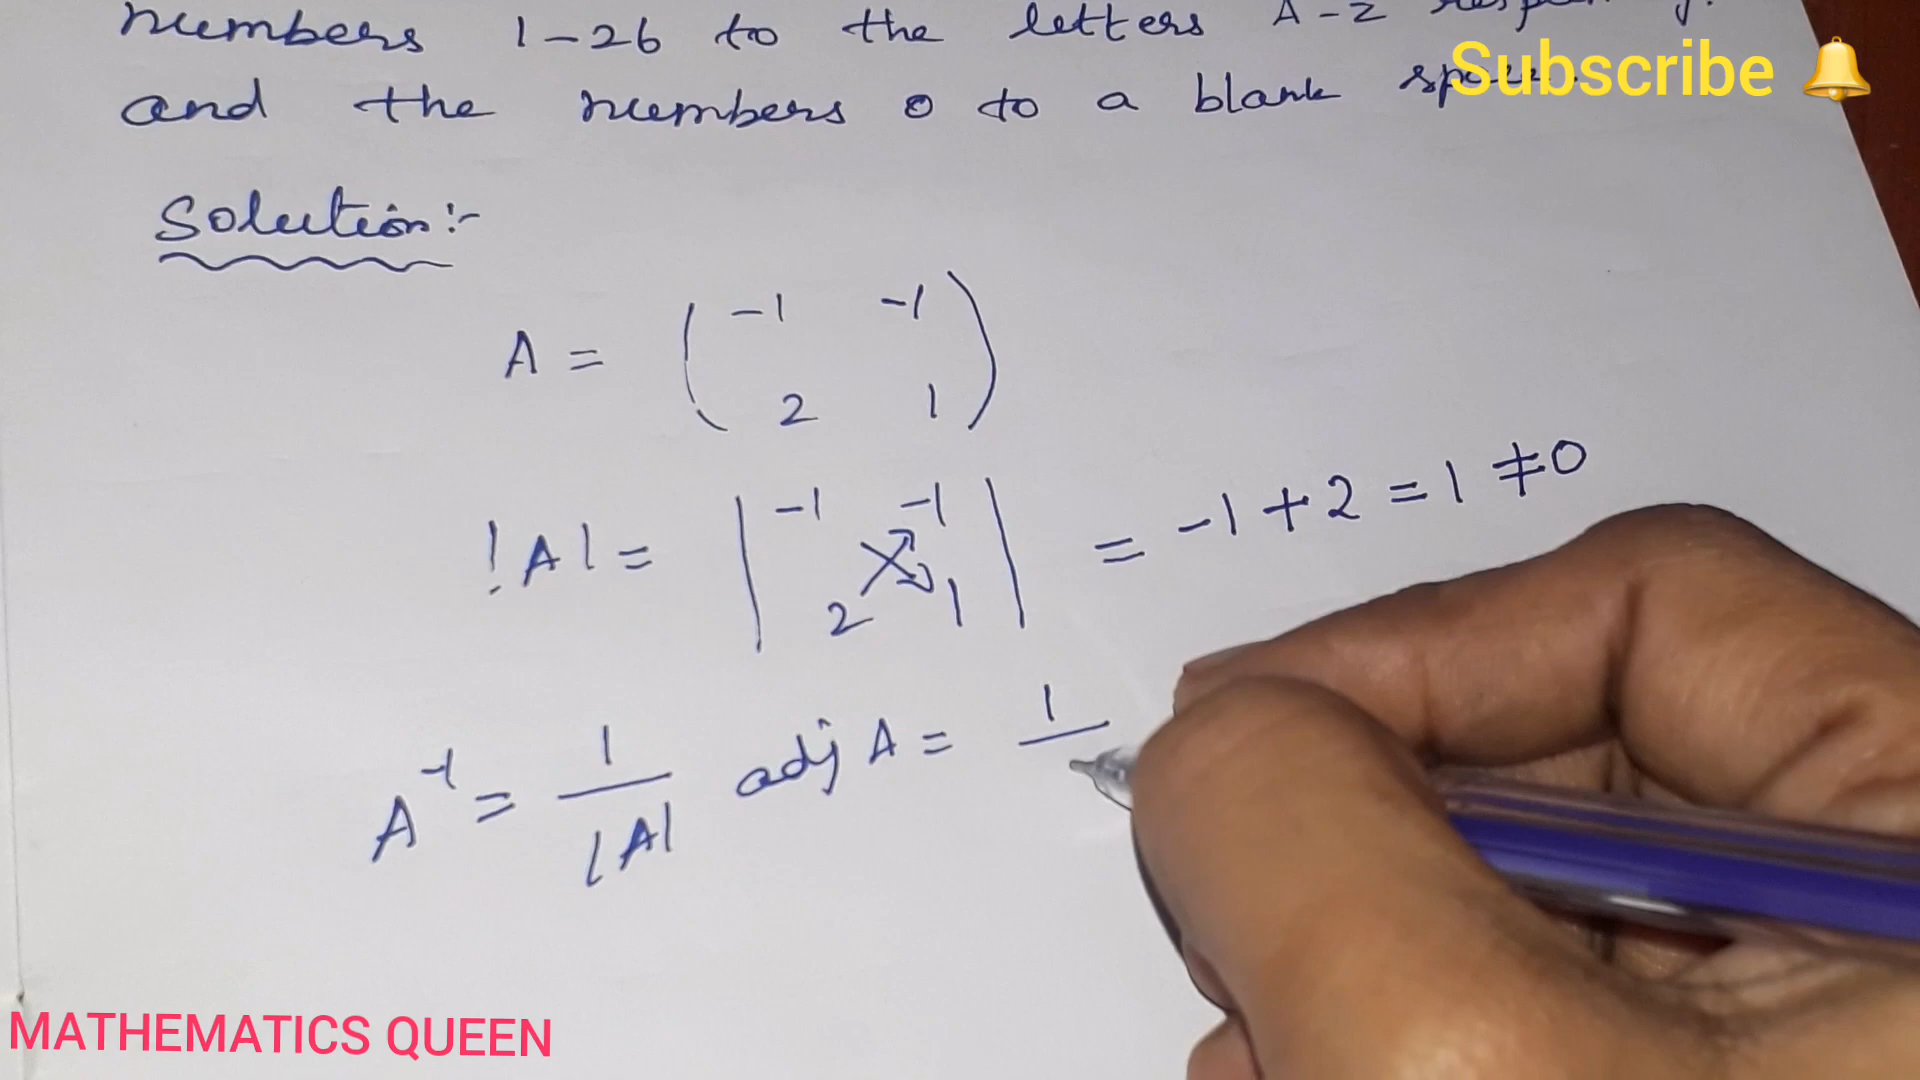 numbers 1-26 to the letters A-Z
and the numbers 0 to a blank
Subscribe 🔔
Solution:-
A = ( -1 -1
2 1 )
|A| = | -1 -1
2 1 | = -1+2 = 1 ≠0
A⁻¹ = 1/|A| adj A = 1/
MATHEMATICS QUEEN